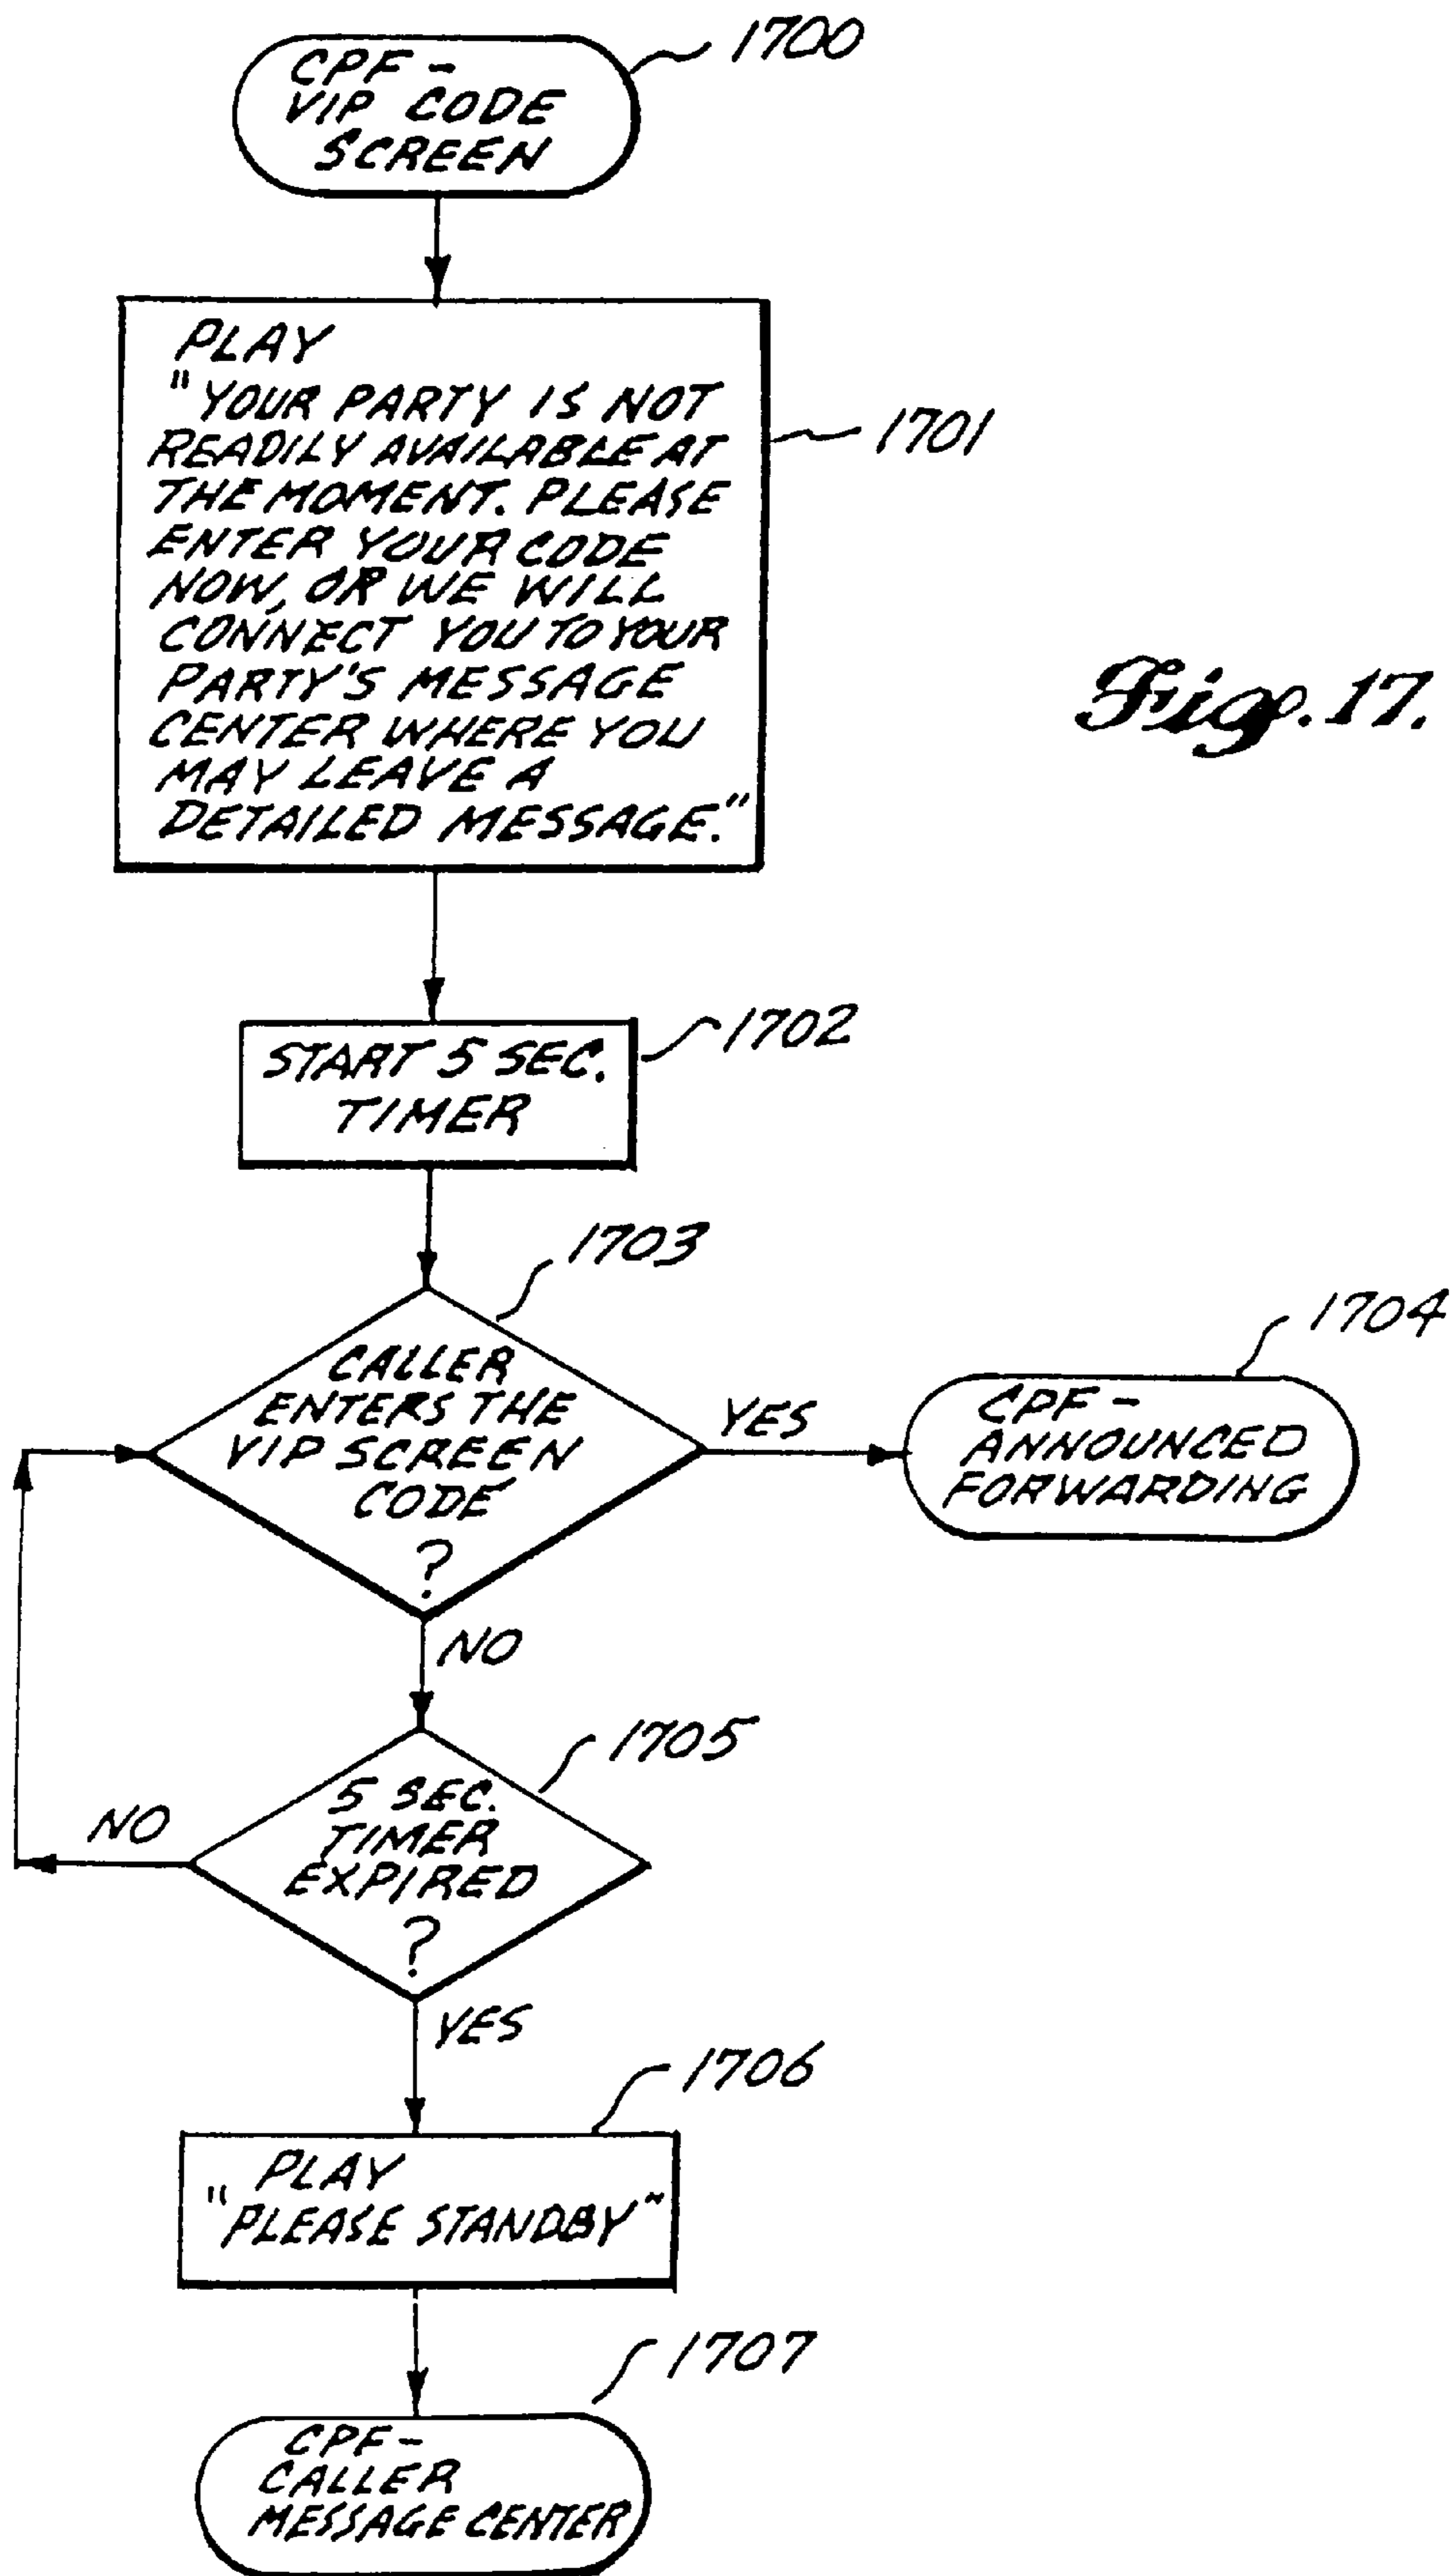 1700
CPF -
VIP CODE
SCREEN
PLAY
"YOUR PARTY IS NOT
READILY AVAILABLE AT
THE MOMENT. PLEASE
ENTER YOUR CODE
NOW, OR WE WILL
CONNECT YOU TO YOUR
PARTY'S MESSAGE
CENTER WHERE YOU
MAY LEAVE A
DETAILED MESSAGE."
1701
Fig. 17.
1702
START 5 SEC.
TIMER
1703
CALLER
ENTERS THE
VIP SCREEN
CODE
?
YES
1704
CPF -
ANNOUNCED
FORWARDING
NO
1705
5 SEC.
TIMER
EXPIRED
?
NO
YES
1706
PLAY
"PLEASE STANDBY"
1707
CPF -
CALLER
MESSAGE CENTER